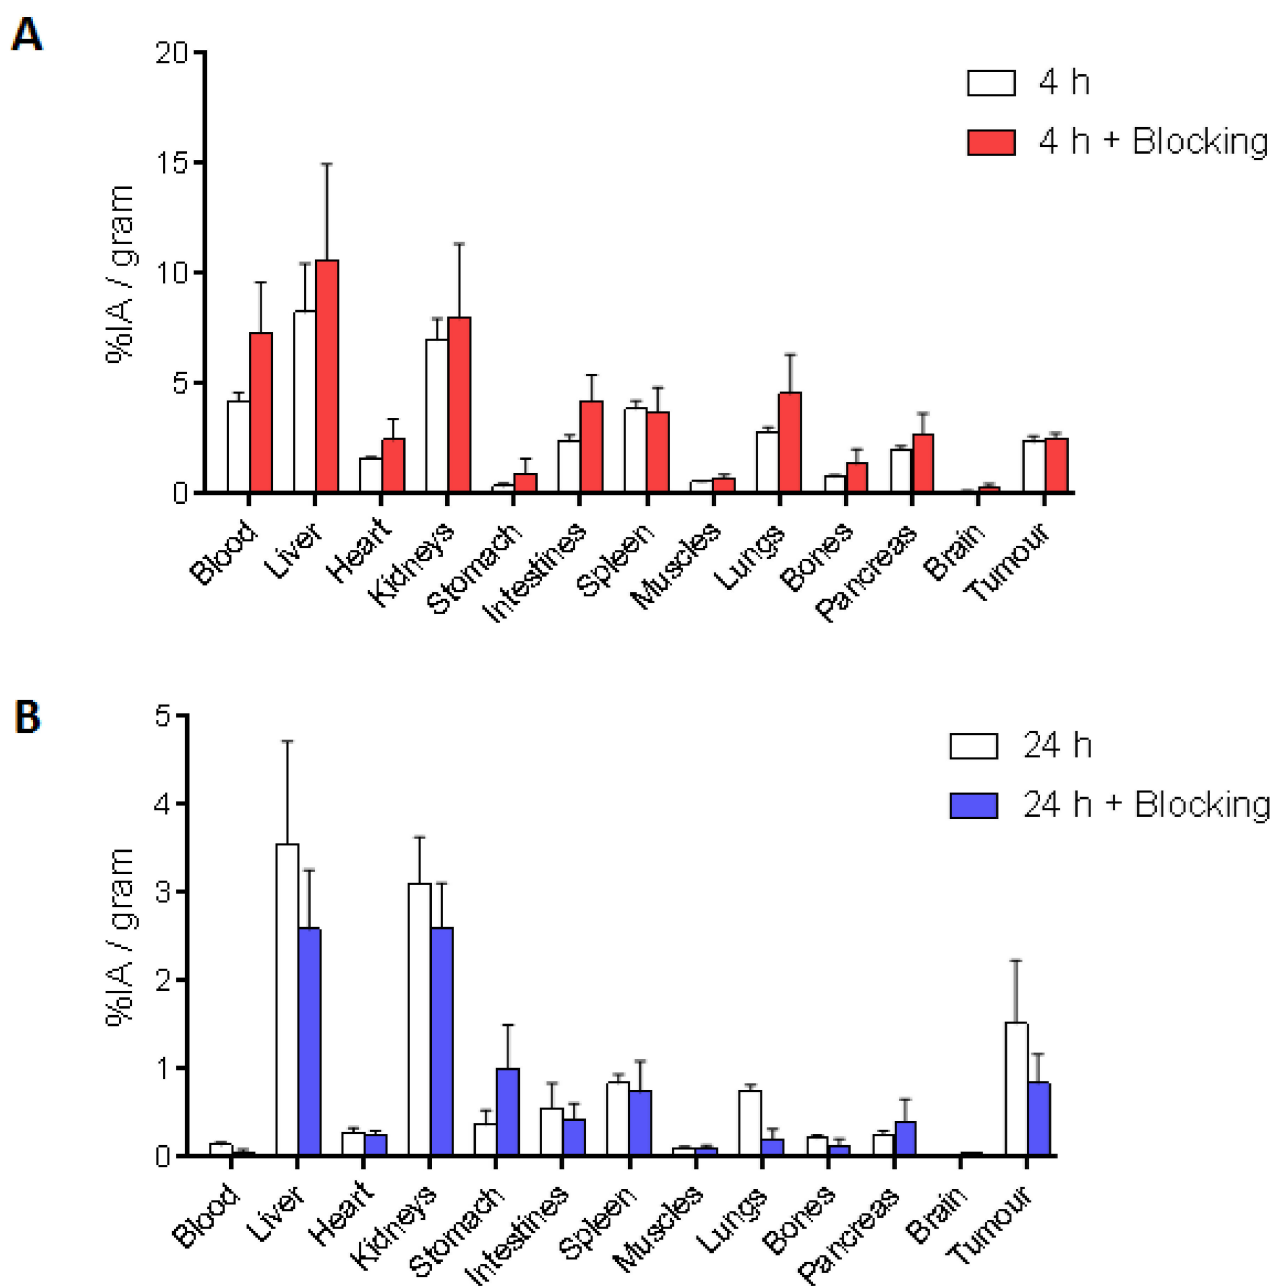 A
20
15
10
5
0
%IA / gram
4 h
4 h + Blocking
Blood
Liver
Heart
Kidneys
Stomach
Intestines
Spleen
Muscles
Lungs
Bones
Pancreas
Brain
Tumour
B
5
4
3
2
1
0
%IA / gram
24 h
24 h + Blocking
Blood
Liver
Heart
Kidneys
Stomach
Intestines
Spleen
Muscles
Lungs
Bones
Pancreas
Brain
Tumour